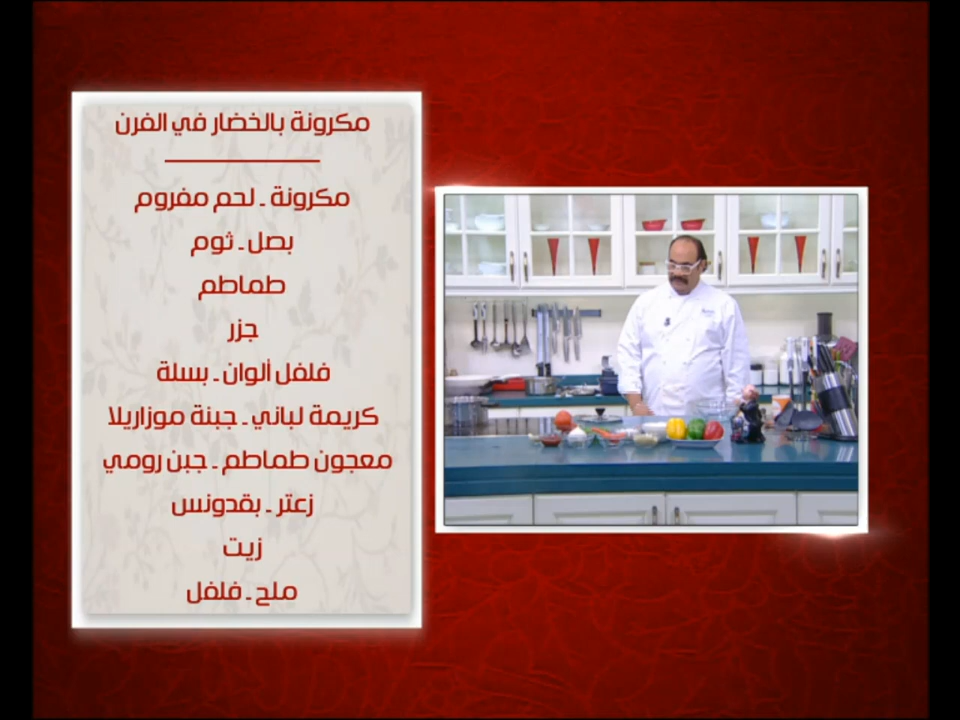 مكرونة بالخضار في الفرن
مكرونة ـ لحم مفروم
بصل ـ ثوم
طماطم
جزر
فلفل ألوان ـ بسلة
كريمة لباني ـ جبنة موزاريلا
معجون طماطم ـ جبن رومي
زعتر ـ بقدونس
زيت
ملح ـ فلفل